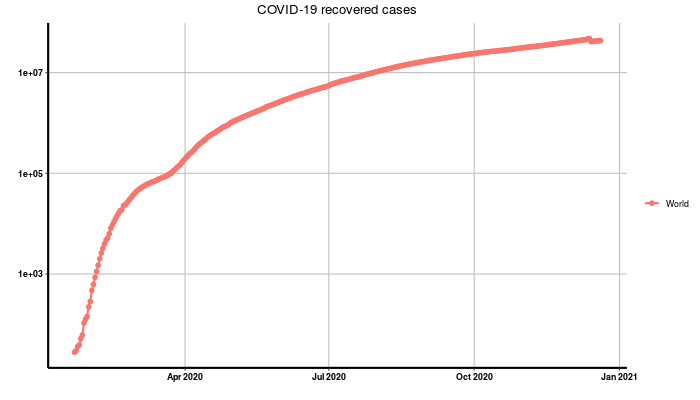 COVID-19 recovered cases
1e+07
1e+05
1e+03
World
Apr 2020
Jul 2020
Oct 2020
Jan 2021